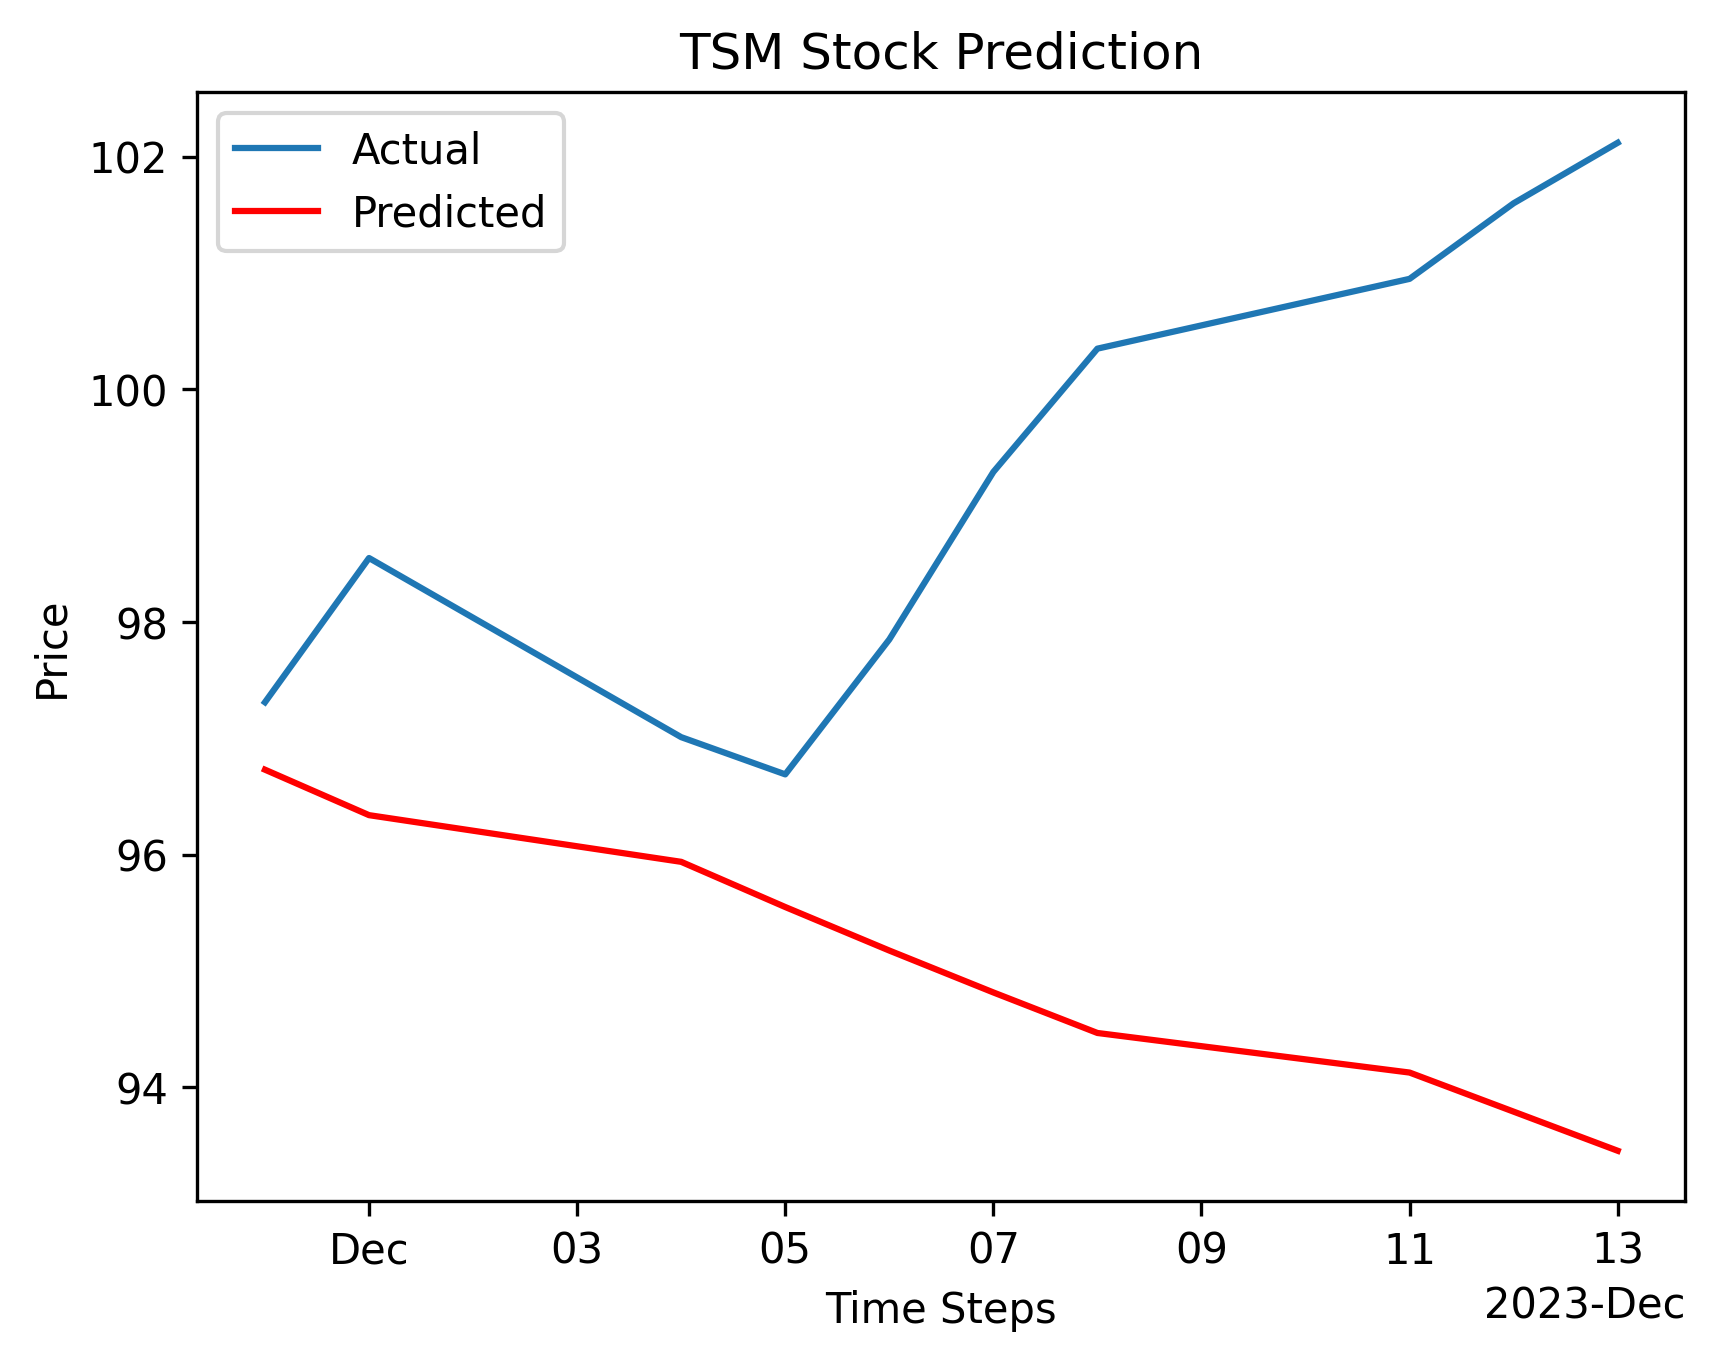 TSM Stock Prediction
Actual
Predicted
102
100
98
96
94
Price
Dec 03 05 07 09 11 13
2023-Dec
Time Steps